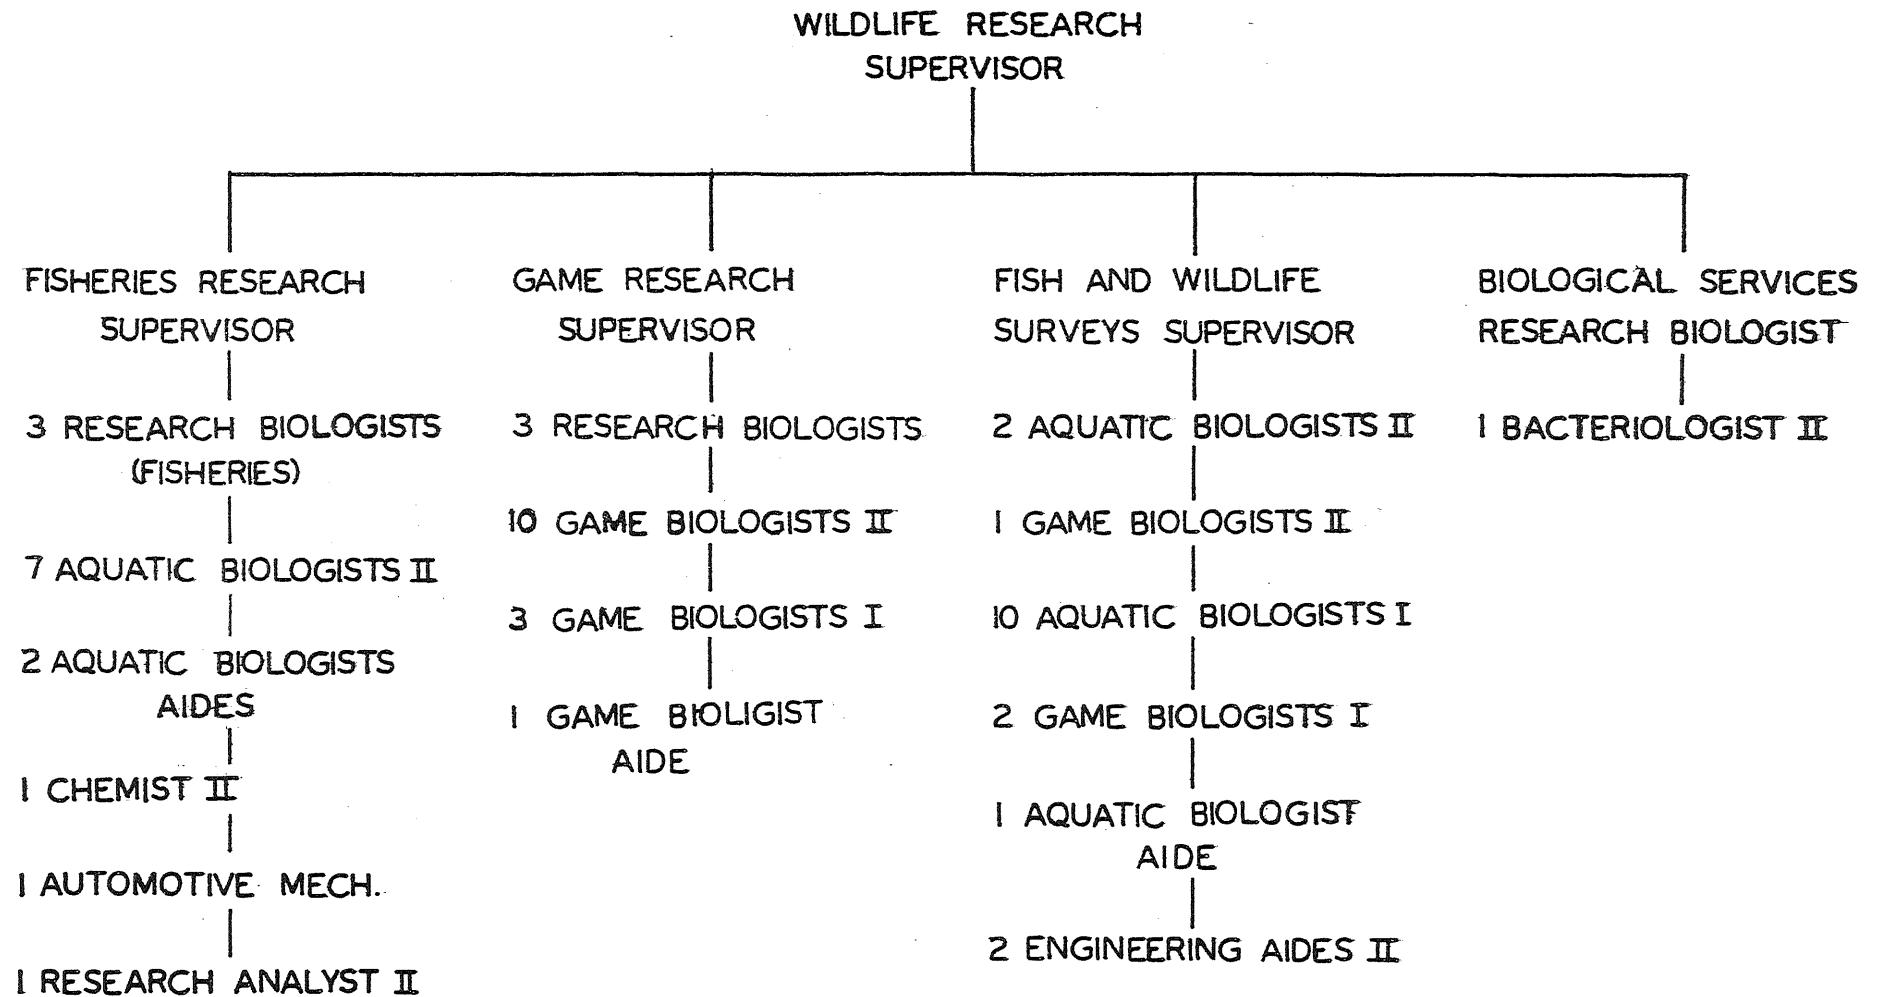 WILDLIFE RESEARCH
SUPERVISOR
FISHERIES RESEARCH
SUPERVISOR
3 RESEARCH BIOLOGISTS
(FISHERIES)
7 AQUATIC BIOLOGISTS II
2 AQUATIC BIOLOGISTS
AIDES
1 CHEMIST II
1 AUTOMOTIVE MECH.
1 RESEARCH ANALYST II
GAME RESEARCH
SUPERVISOR
3 RESEARCH BIOLOGISTS
10 GAME BIOLOGISTS II
3 GAME BIOLOGISTS I
1 GAME BIOLIGIST
AIDE
FISH AND WILDLIFE
SURVEYS SUPERVISOR
2 AQUATIC BIOLOGISTS II
1 GAME BIOLOGISTS II
10 AQUATIC BIOLOGISTS I
2 GAME BIOLOGISTS I
1 AQUATIC BIOLOGIST
AIDE
2 ENGINEERING AIDES II
BIOLOGICAL SERVICES
RESEARCH BIOLOGIST
1 BACTERIOLOGIST II